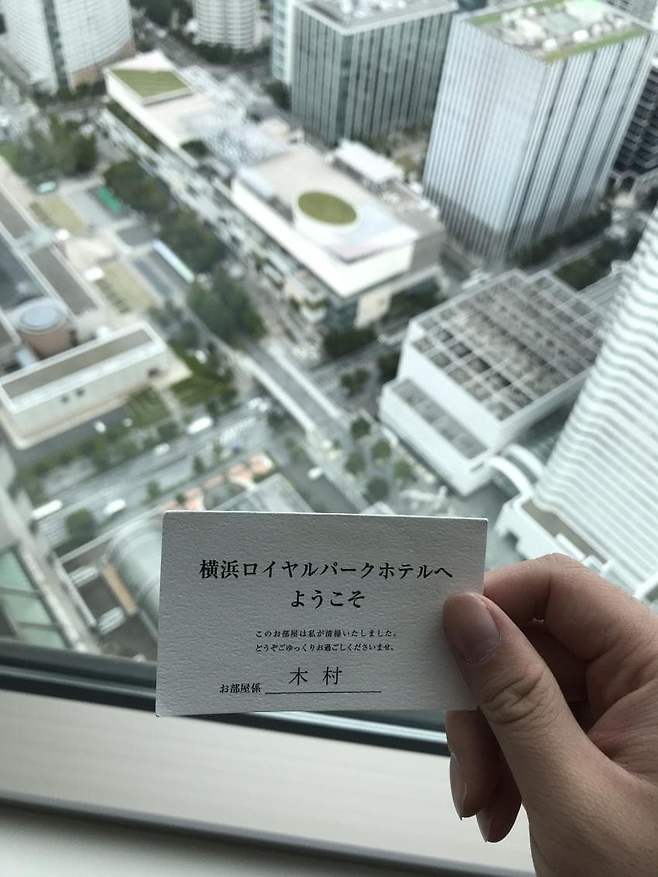 横浜ロイヤルパークホテルへ
ようこそ
このお部屋は私が清掃いたしました。
どうぞごゆっくりお過ごしくださいませ。
お部屋係 木村